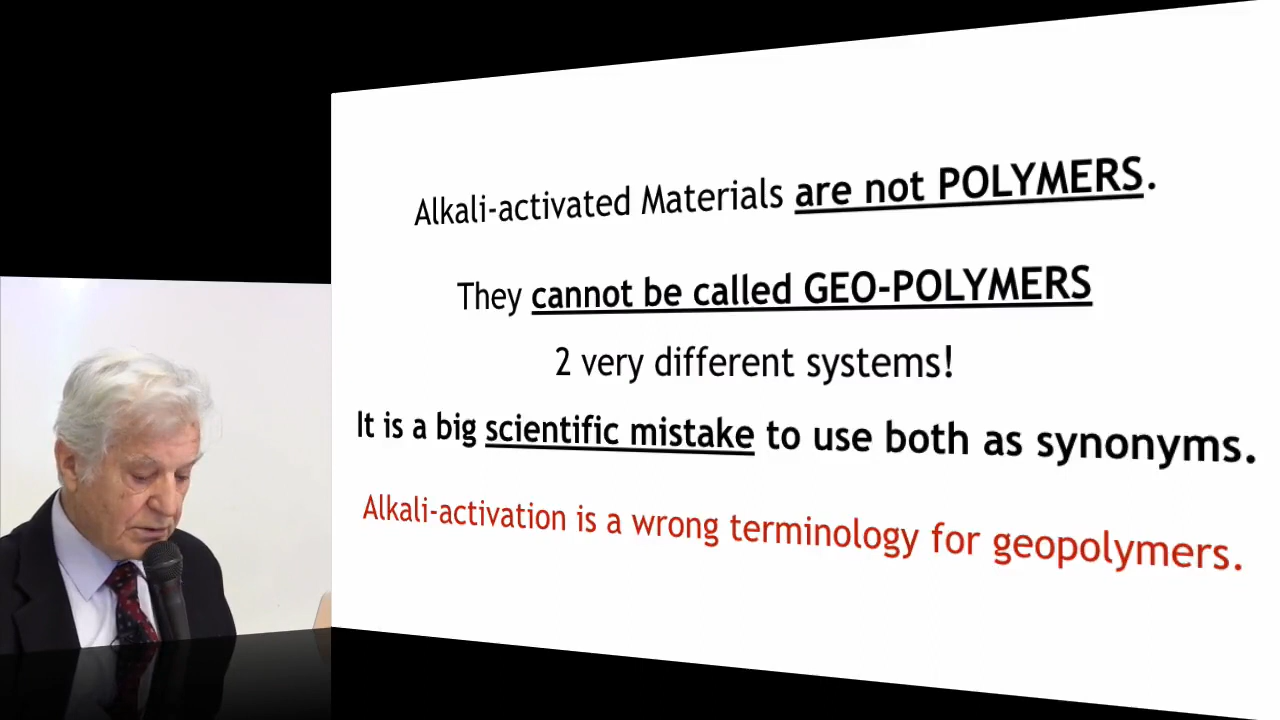 Alkali-activated Materials are not POLYMERS.
They cannot be called GEO-POLYMERS
2 very different systems!
It is a big scientific mistake to use both as synonyms.
Alkali-activation is a wrong terminology for geopolymers.